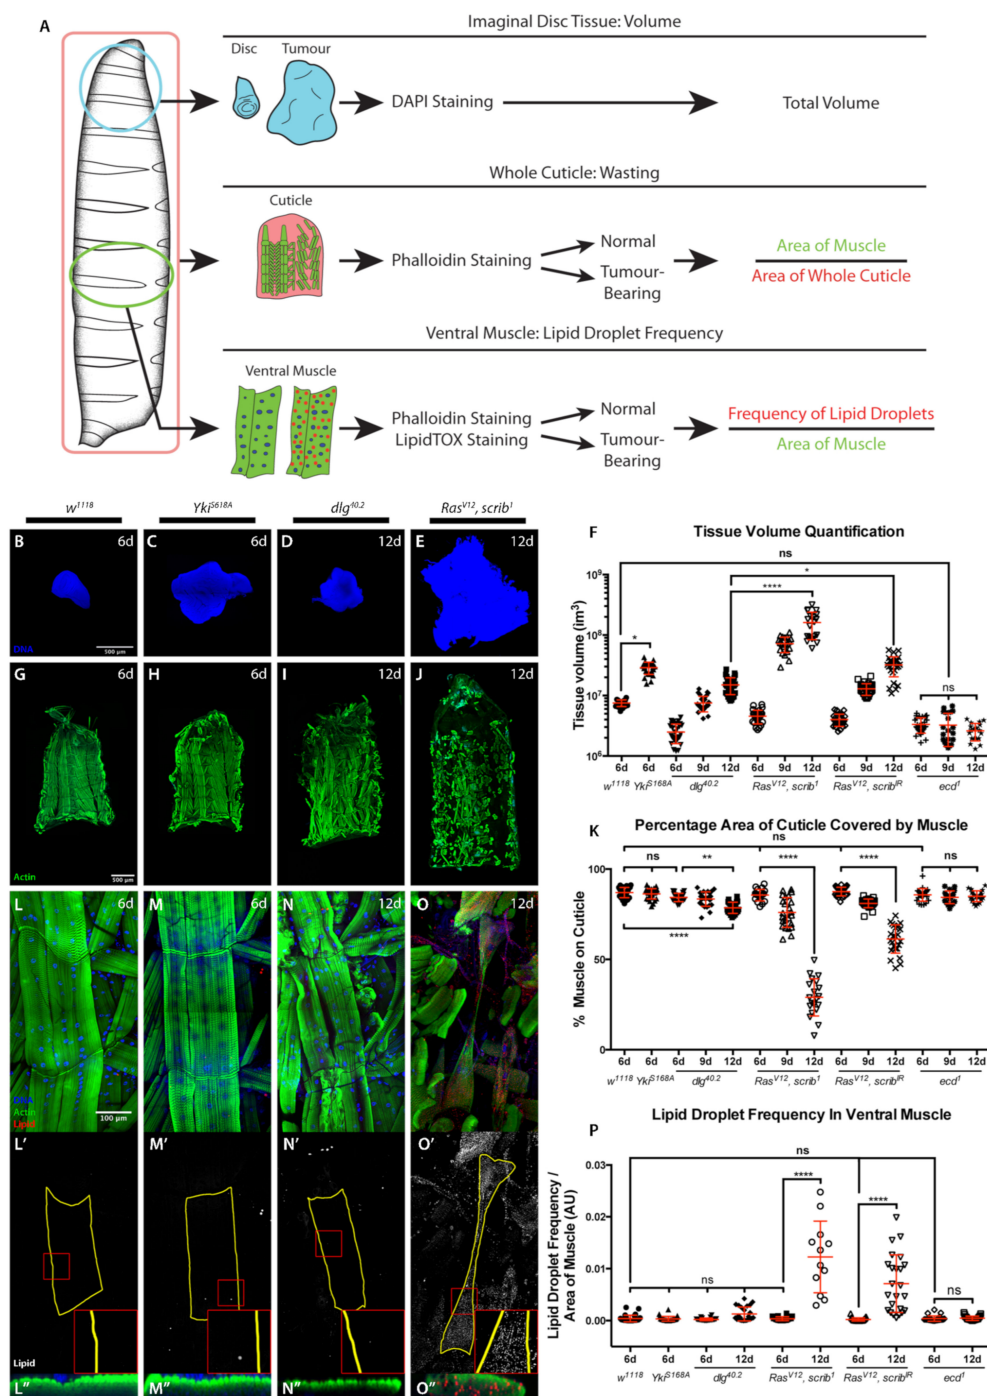 A
Imaginal Disc Tissue: Volume
Disc
Tumour
DAPI Staining
Total Volume
Whole Cuticle: Wasting
Cuticle
Phalloidin Staining
Normal
Tumour-
Bearing
Area of Muscle
Area of Whole Cuticle
Ventral Muscle: Lipid Droplet Frequency
Ventral Muscle
Phalloidin Staining
LipidTOX Staining
Normal
Tumour-
Bearing
Frequency of Lipid Droplets
Area of Muscle
w1118
YkiS618A
dlg40.2
RasV12, scrib1
B 6d
C 6d
D 12d
E 12d
DNA
500 µm
G 6d
H 6d
I 12d
J 12d
Actin
500 µm
L 6d
M 6d
N 12d
O 12d
DNA
Actin
Lipid
100 µm
L'
M'
N'
O'
Lipid
L"
M"
N"
O"
F
Tissue Volume Quantification
ns
*
****
*
ns
Tissue volume (im3)
109
108
107
106
6d 6d 6d 9d 12d 6d 9d 12d 6d 9d 12d 6d 9d 12d
w1118 YkiS168A dlg40.2 RasV12, scrib1 RasV12, scribIR ecd1
K
Percentage Area of Cuticle Covered by Muscle
ns
ns ** **** **** ns
****
% Muscle on Cuticle
100
50
0
6d 6d 6d 9d 12d 6d 9d 12d 6d 9d 12d 6d 9d 12d
w1118 YkiS168A dlg40.2 RasV12, scrib1 RasV12, scribIR ecd1
P
Lipid Droplet Frequency In Ventral Muscle
ns
****
****
ns
ns
Lipid Droplet Frequency /
Area of Muscle (AU)
0.03
0.02
0.01
0.00
6d 6d 6d 12d 6d 12d 6d 12d 6d 12d
w1118 YkiS168A dlg40.2 RasV12, scrib1 RasV12, scribIR ecd1